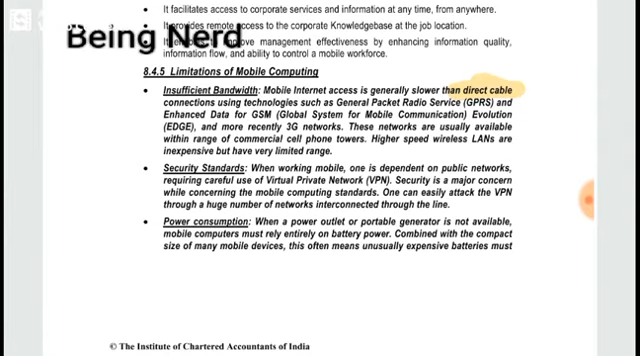 • It facilitates access to corporate services and information at any time, from anywhere.
• It provides remote access to the corporate Knowledgebase at the job location.
Being Nerd
• It enables to improve management effectiveness by enhancing information quality,
information flow, and ability to control a mobile workforce.
8.4.5 Limitations of Mobile Computing
• Insufficient Bandwidth: Mobile Internet access is generally slower than direct cable
connections using technologies such as General Packet Radio Service (GPRS) and
Enhanced Data for GSM (Global System for Mobile Communication) Evolution
(EDGE), and more recently 3G networks. These networks are usually available
within range of commercial cell phone towers. Higher speed wireless LANs are
inexpensive but have very limited range.
• Security Standards: When working mobile, one is dependent on public networks,
requiring careful use of Virtual Private Network (VPN). Security is a major concern
while concerning the mobile computing standards. One can easily attack the VPN
through a huge number of networks interconnected through the line.
• Power consumption: When a power outlet or portable generator is not available,
mobile computers must rely entirely on battery power. Combined with the compact
size of many mobile devices, this often means unusually expensive batteries must
© The Institute of Chartered Accountants of India